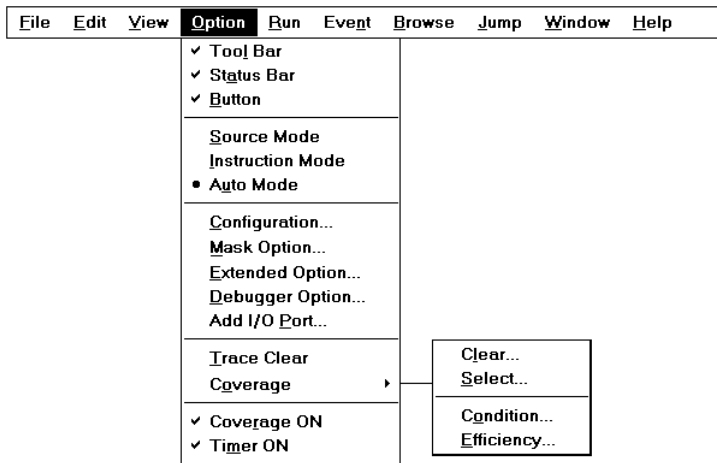 File Edit View Option Run Event Browse Jump Window Help
✓ Tool Bar
✓ Status Bar
✓ Button
Source Mode
Instruction Mode
• Auto Mode
Configuration...
Mask Option...
Extended Option...
Debugger Option...
Add I/O Port...
Trace Clear
Coverage
Clear...
Select...
Condition...
Efficiency...
✓ Coverage ON
✓ Timer ON